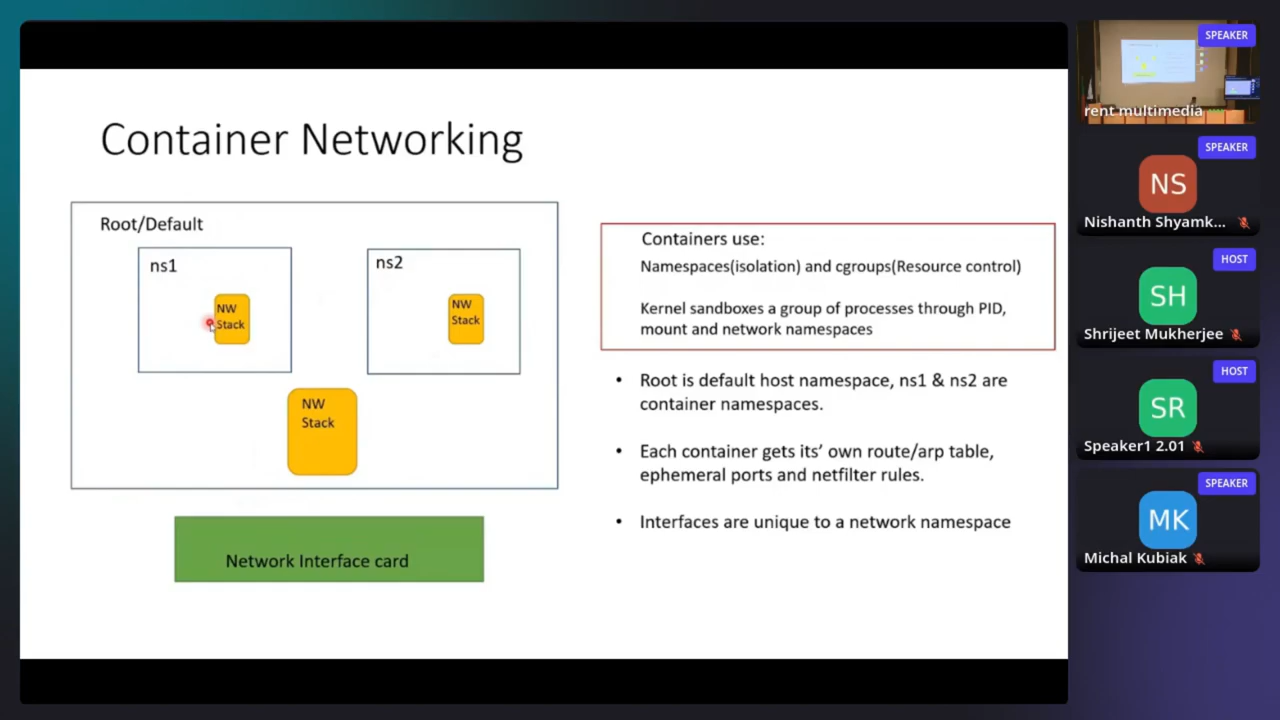 Container Networking
Root/Default
ns1
NW
Stack
ns2
NW
Stack
NW
Stack
Network Interface card
Containers use:
Namespaces(isolation) and cgroups(Resource control)
Kernel sandboxes a group of processes through PID,
mount and network namespaces
• Root is default host namespace, ns1 & ns2 are
container namespaces.
• Each container gets its’ own route/arp table,
ephemeral ports and netfilter rules.
• Interfaces are unique to a network namespace
SPEAKER
rent multimedia
SPEAKER
NS
Nishanth Shyamk...
HOST
SH
Shrijeet Mukherjee
HOST
SR
Speaker1 2.01
SPEAKER
MK
Michal Kubiak